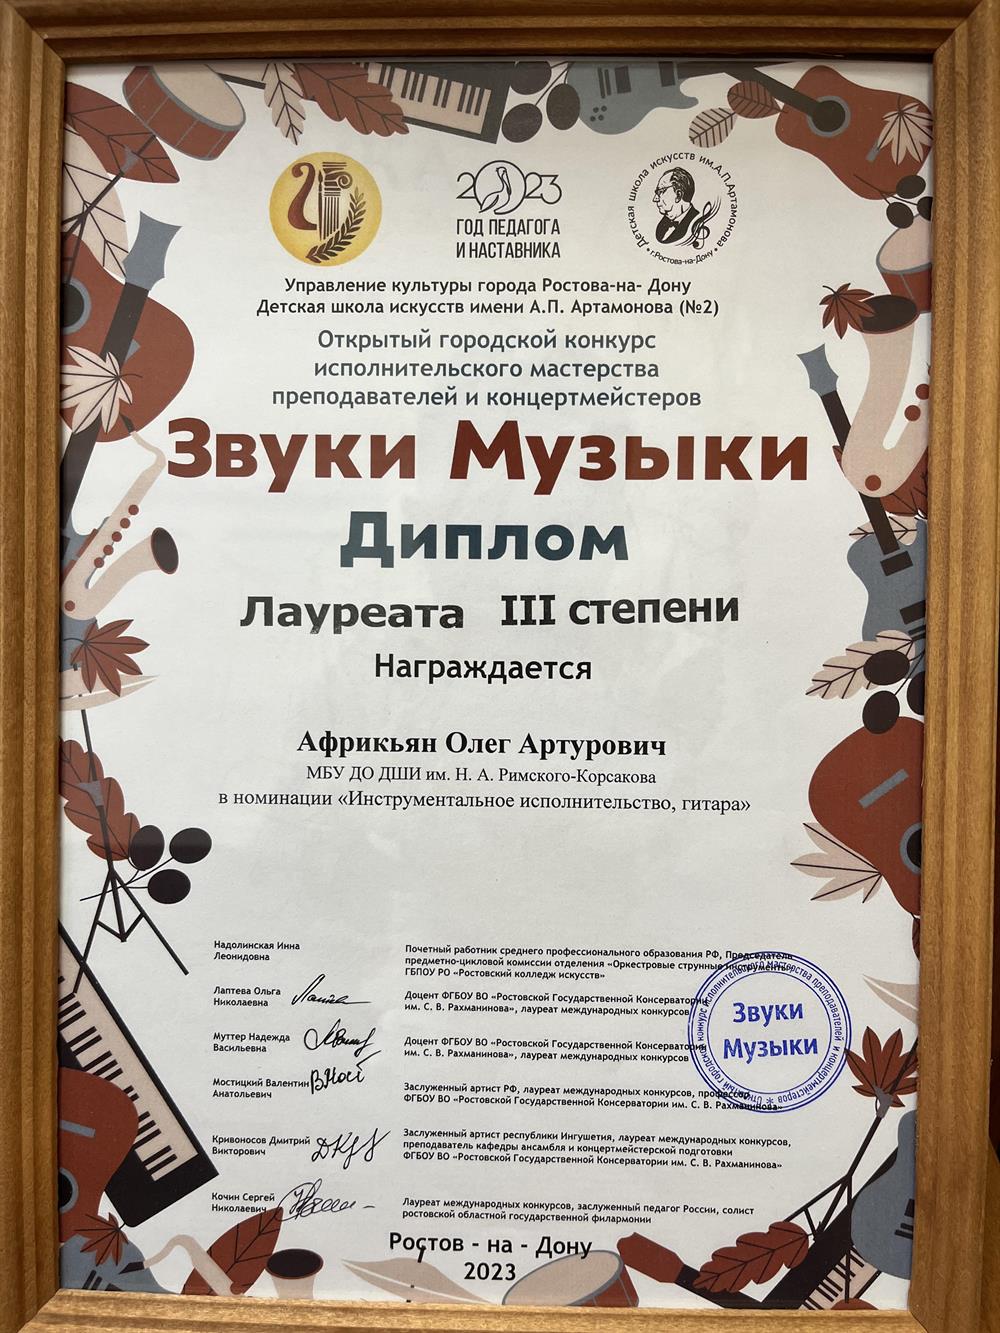 2023
ГОД ПЕДАГОГА
И НАСТАВНИКА
Детская школа искусств им.А.П.Артамонова
• г.Ростова-на-Дону •
Управление культуры города Ростова-на- Дону
Детская школа искусств имени А.П. Артамонова (№2)
Открытый городской конкурс
исполнительского мастерства
преподавателей и концертмейстеров
Звуки Музыки
Диплом
Лауреата III степени
Награждается
Африкьян Олег Артурович
МБУ ДО ДШИ им. Н. А. Римского-Корсакова
в номинации «Инструментальное исполнительство, гитара»
Надолинская Инна
Леонидовна
Почетный работник среднего профессионального образования РФ, Председатель
предметно-цикловой комиссии отделения «Оркестровые струнные инструменты»
ГБПОУ РО «Ростовский колледж искусств»
Лаптева Ольга
Николаевна
Доцент ФГБОУ ВО «Ростовской Государственной Консерватории
им. С. В. Рахманинова», лауреат международных конкурсов
Муттер Надежда
Васильевна
Доцент ФГБОУ ВО «Ростовской Государственной Консерватории
им. С. В. Рахманинова», лауреат международных конкурсов
Мостицкий Валентин
Анатольевич
Заслуженный артист РФ, лауреат международных конкурсов, профессор
ФГБОУ ВО «Ростовской Государственной Консерватории им. С. В. Рахманинова»
Кривоносов Дмитрий
Викторович
Заслуженный артист республики Ингушетия, лауреат международных конкурсов,
преподаватель кафедры ансамбля и концертмейстерской подготовки
ФГБОУ ВО «Ростовской Государственной Консерватории им. С. В. Рахманинова»
Кочин Сергей
Николаевич
Лауреат международных конкурсов, заслуженный педагог России, солист
ростовской областной государственной филармонии
Открытый городской конкурс исполнительского мастерства преподавателей и концертмейстеров
Звуки
Музыки
Ростов - на - Дону
2023